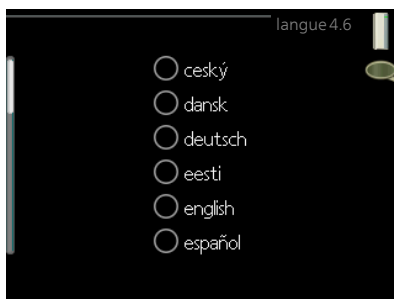 langue 4.6
ceský
dansk
deutsch
eesti
english
español